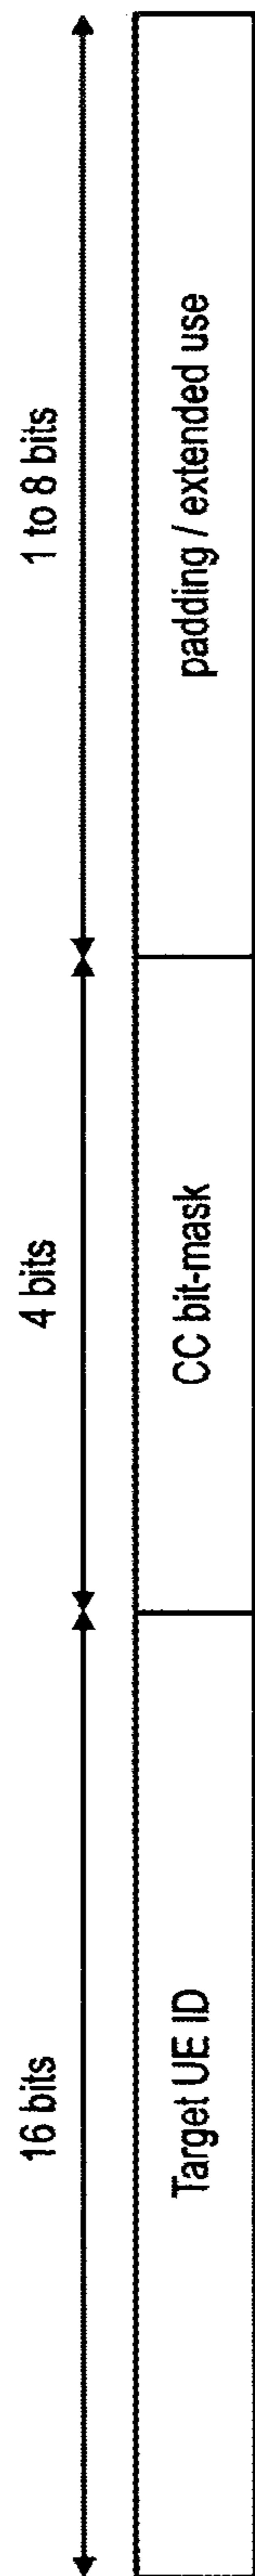 16 bits
4 bits
1 to 8 bits
Target UE ID
CC bit-mask
padding / extended use